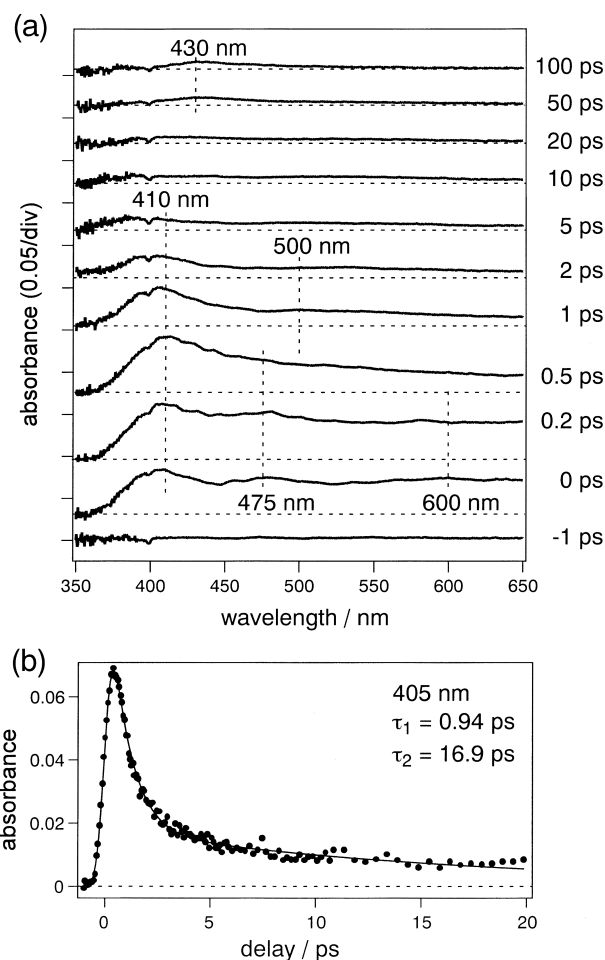 (a)
430 nm
100 ps
50 ps
20 ps
10 ps
410 nm
5 ps
500 nm
2 ps
1 ps
0.5 ps
0.2 ps
0 ps
475 nm
600 nm
-1 ps
absorbance (0.05/div)
350 400 450 500 550 600 650
wavelength / nm
(b)
405 nm
τ1 = 0.94 ps
τ2 = 16.9 ps
0.06
0.04
0.02
0
absorbance
0 5 10 15 20
delay / ps